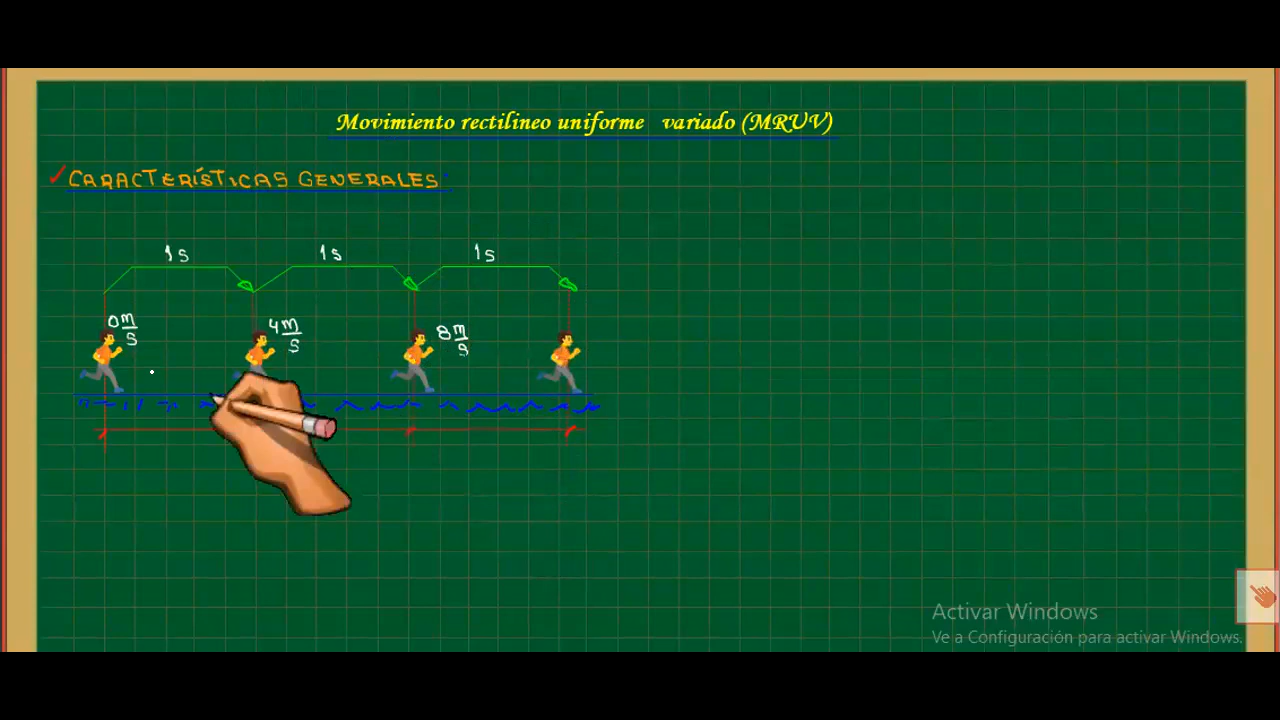 Movimiento rectilineo uniforme variado (MRUV)
✓ CARACTERÍSTICAS GENERALES:
1s 1s 1s
0 m/s 4 m/s 8 m/s
Activar Windows
Ve a Configuración para activar Windows.